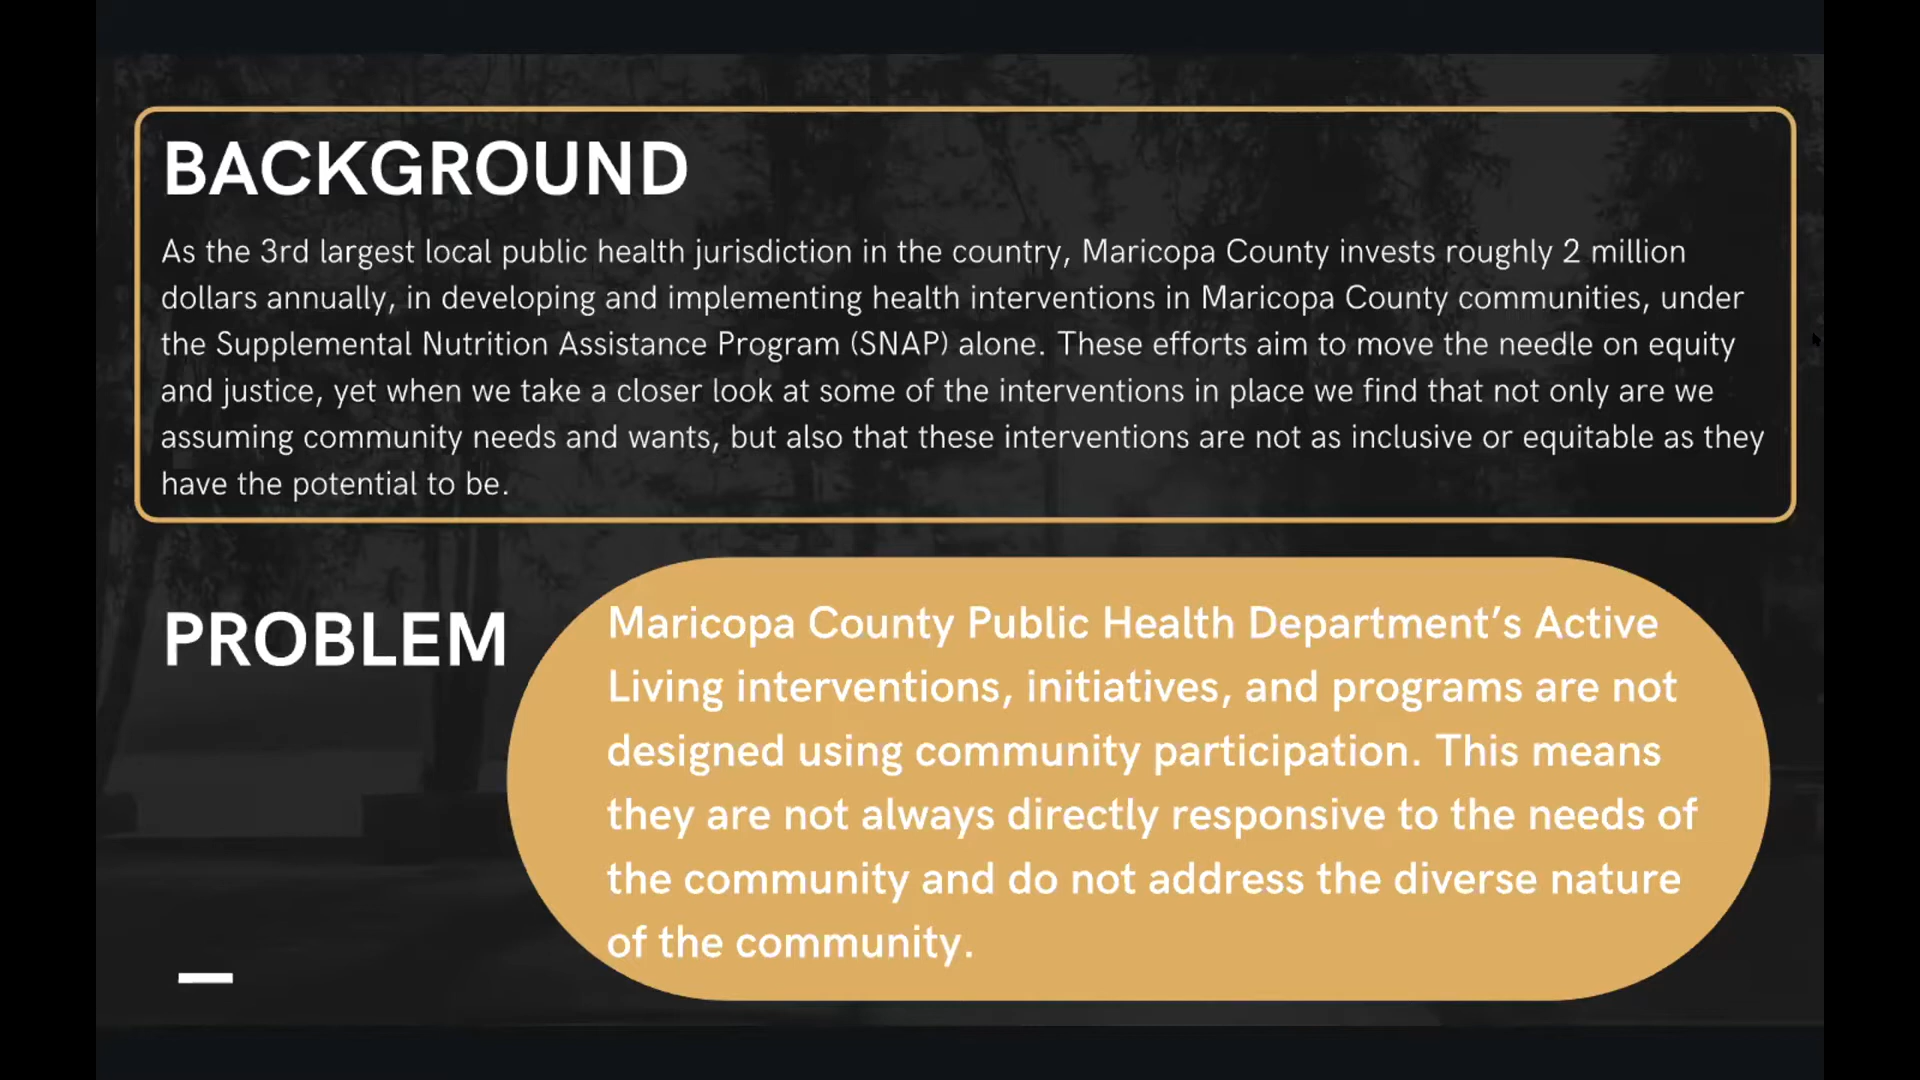 BACKGROUND
As the 3rd largest local public health jurisdiction in the country, Maricopa County invests roughly 2 million
dollars annually, in developing and implementing health interventions in Maricopa County communities, under
the Supplemental Nutrition Assistance Program (SNAP) alone. These efforts aim to move the needle on equity
and justice, yet when we take a closer look at some of the interventions in place we find that not only are we
assuming community needs and wants, but also that these interventions are not as inclusive or equitable as they
have the potential to be.
PROBLEM
Maricopa County Public Health Department’s Active
Living interventions, initiatives, and programs are not
designed using community participation. This means
they are not always directly responsive to the needs of
the community and do not address the diverse nature
of the community.